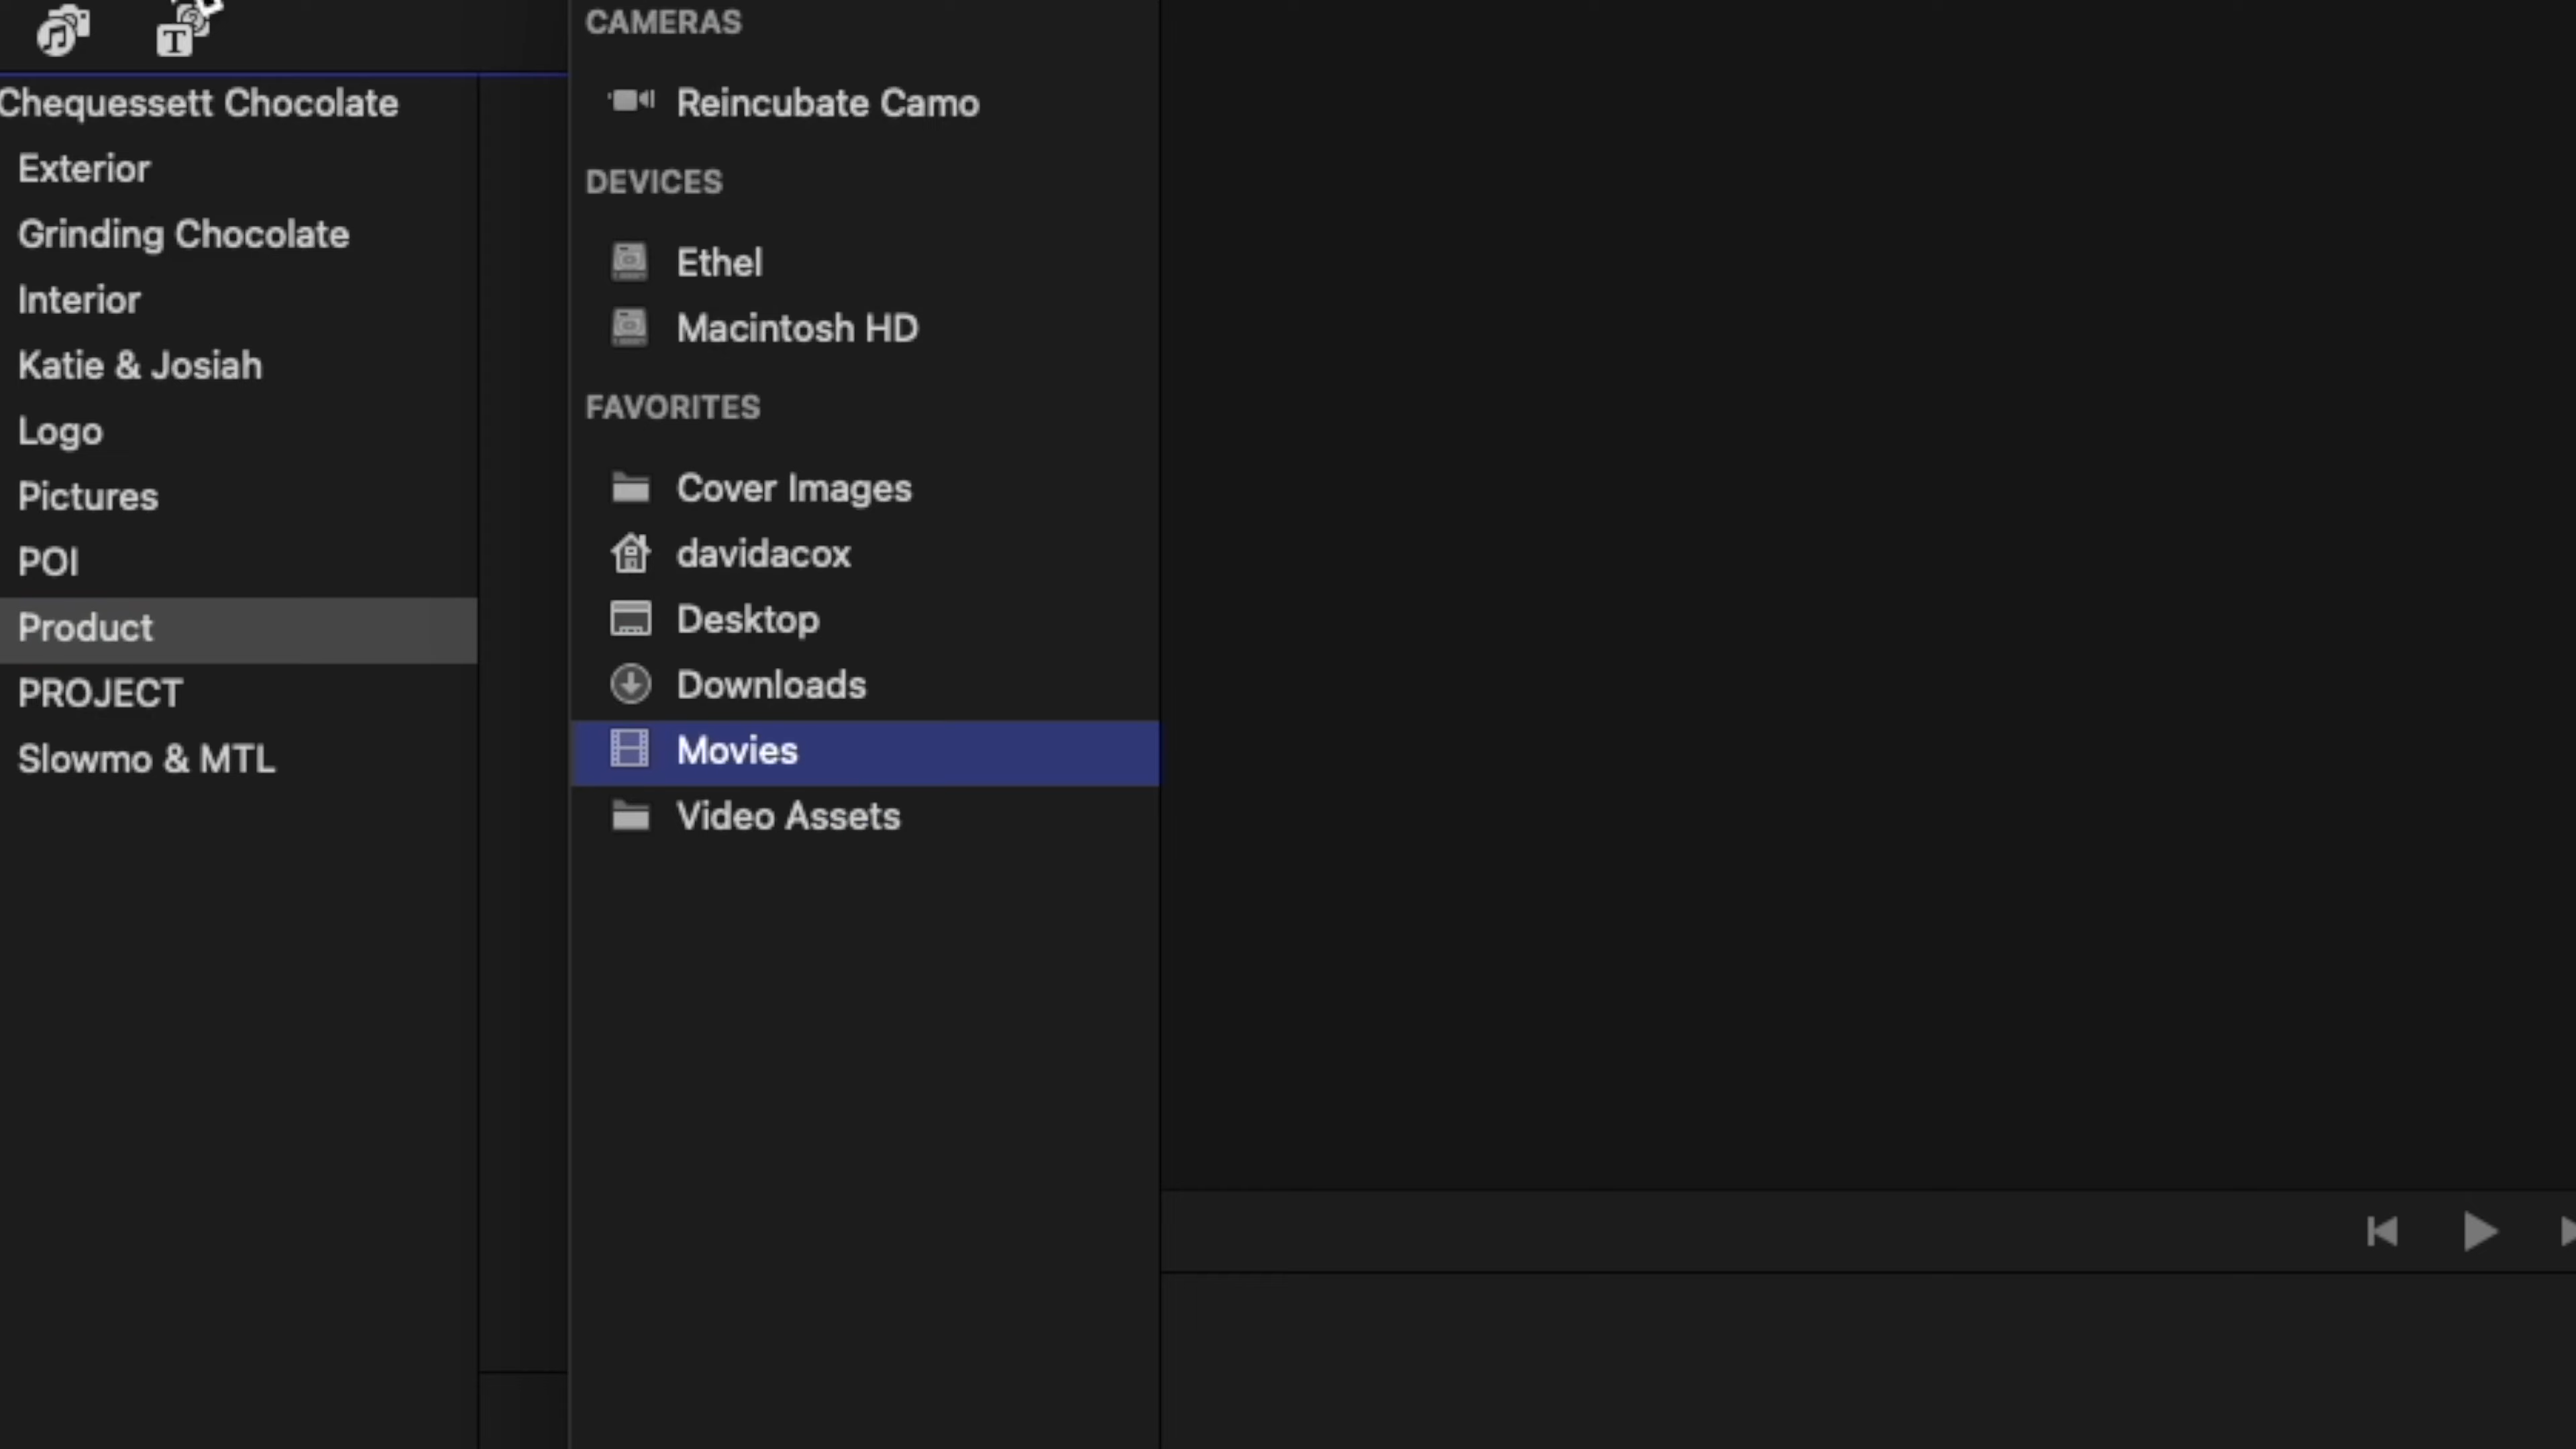 Chequessett Chocolate
Exterior
Grinding Chocolate
Interior
Katie & Josiah
Logo
Pictures
POI
Product
PROJECT
Slowmo & MTL
CAMERAS
Reincubate Camo
DEVICES
Ethel
Macintosh HD
FAVORITES
Cover Images
davidacox
Desktop
Downloads
Movies
Video Assets